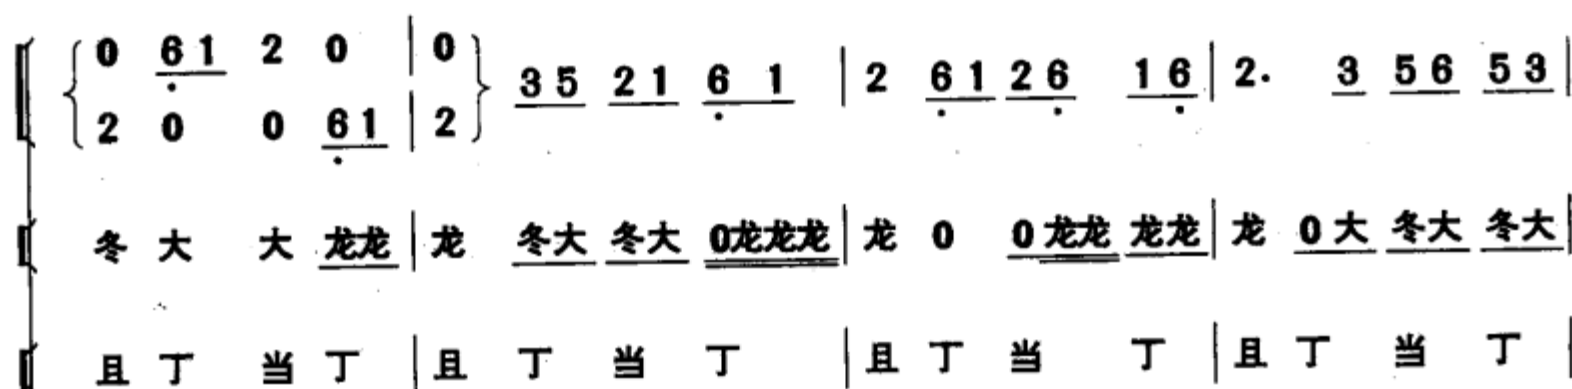 0 61 2 0 | 0
35 21 6 1 | 2 61 26 16 | 2. 3 56 53 |
2 0 0 61 | 2
冬 大 大 龙龙 | 龙 冬大 冬大 0龙龙龙 | 龙 0 0龙龙 龙龙 | 龙 0大 冬大 冬大 |
且 丁 当 丁 | 且 丁 当 丁 | 且 丁 当 丁 | 且 丁 当 丁 |